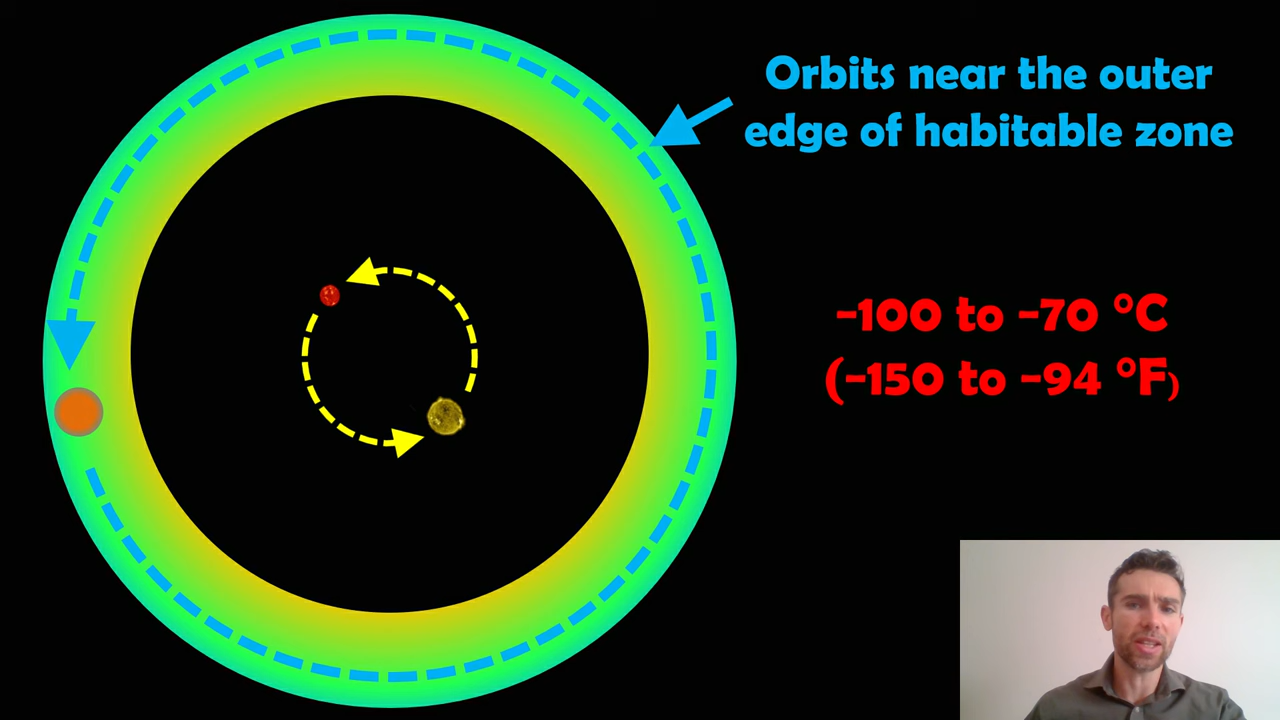 Orbits near the outer
edge of habitable zone
-100 to -70 °C
(-150 to -94 °F)